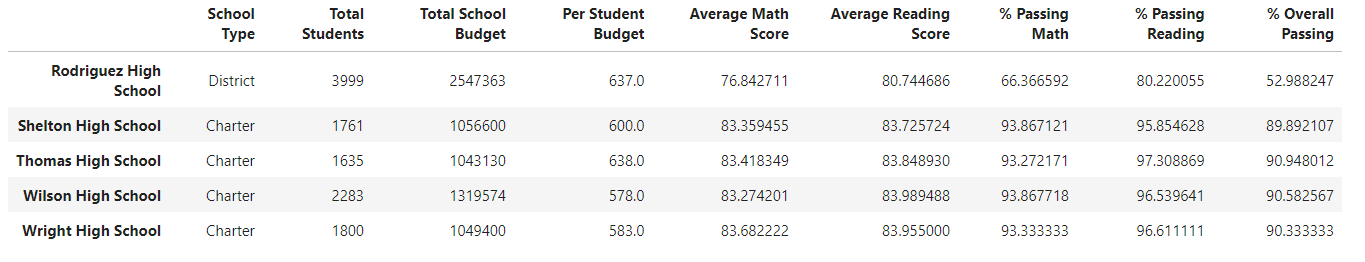 School Type Total Students Total School Budget Per Student Budget Average Math Score Average Reading Score % Passing Math % Passing Reading % Overall Passing
Rodriguez High School District 3999 2547363 637.0 76.842711 80.744686 66.366592 80.220055 52.988247
Shelton High School Charter 1761 1056600 600.0 83.359455 83.725724 93.867121 95.854628 89.892107
Thomas High School Charter 1635 1043130 638.0 83.418349 83.848930 93.272171 97.308869 90.948012
Wilson High School Charter 2283 1319574 578.0 83.274201 83.989488 93.867718 96.539641 90.582567
Wright High School Charter 1800 1049400 583.0 83.682222 83.955000 93.333333 96.611111 90.333333